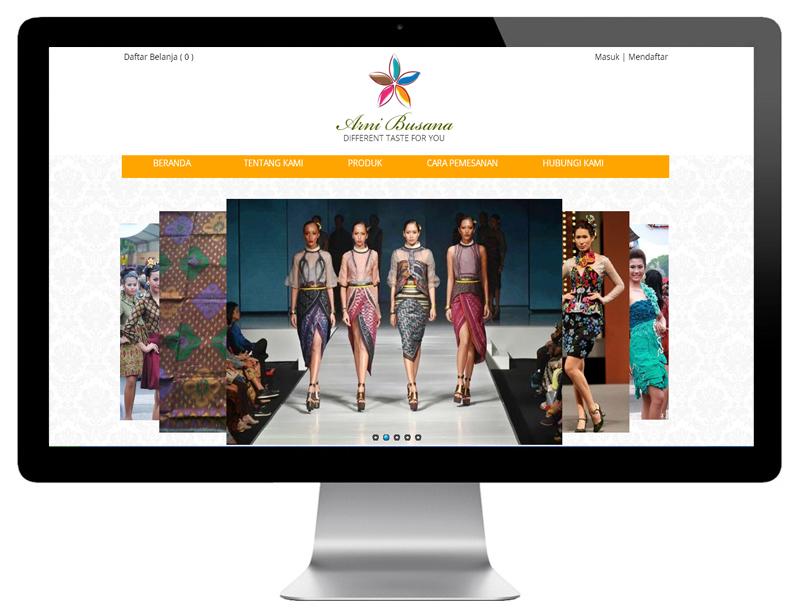 Daftar Belanja ( 0 )
Masuk | Mendaftar
Arni Busana
DIFFERENT TASTE FOR YOU
BERANDA TENTANG KAMI PRODUK CARA PEMESANAN HUBUNGI KAMI